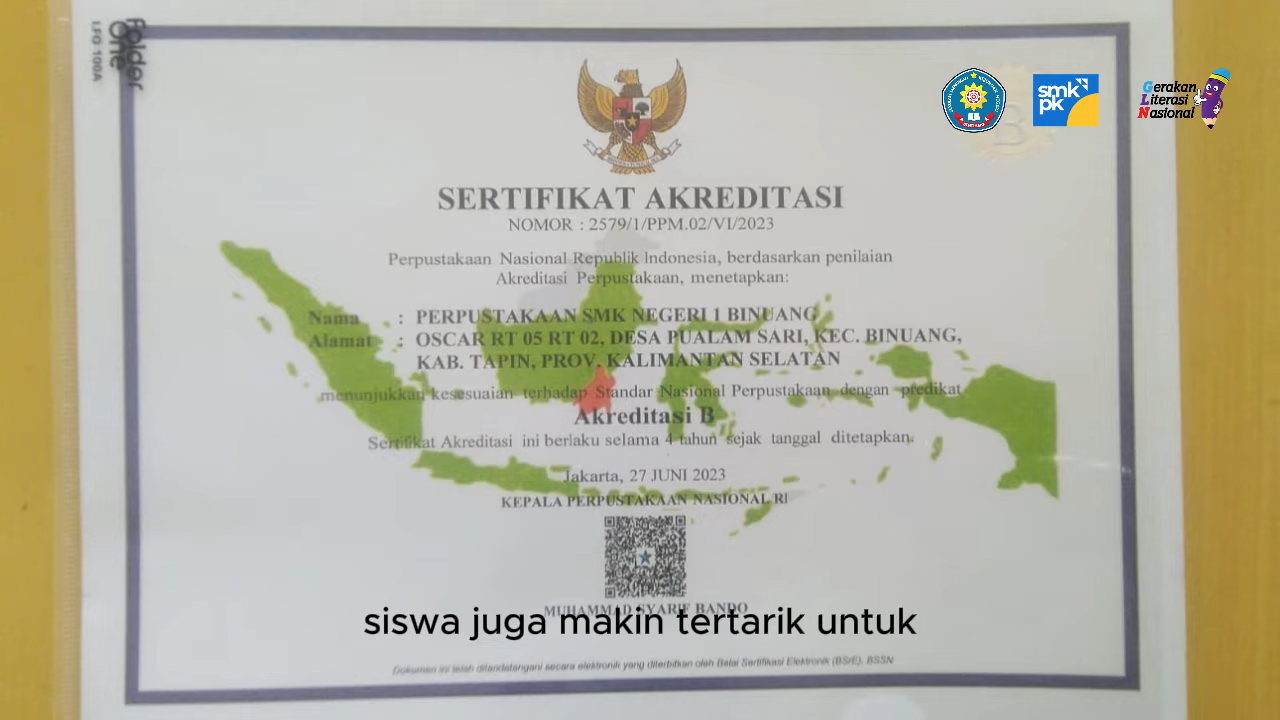 Folder
One
LFO 100A
smk
pk
Gerakan
Literasi
Nasional
B
SERTIFIKAT AKREDITASI
NOMOR : 2579/1/PPM.02/VI/2023
Perpustakaan Nasional Republik Indonesia, berdasarkan penilaian
Akreditasi Perpustakaan, menetapkan:
Nama : PERPUSTAKAAN SMK NEGERI 1 BINUANG
Alamat : OSCAR RT 05 RT 02, DESA PUALAM SARI, KEC. BINUANG,
KAB. TAPIN, PROV. KALIMANTAN SELATAN
menunjukkan kesesuaian terhadap Standar Nasional Perpustakaan dengan predikat
Akreditasi B
Sertifikat Akreditasi ini berlaku selama 4 tahun sejak tanggal ditetapkan.
Jakarta, 27 JUNI 2023
KEPALA PERPUSTAKAAN NASIONAL RI
MUHAMMAD SYARIF BANDO
siswa juga makin tertarik untuk
Dokumen ini telah ditandatangani secara elektronik yang diterbitkan oleh Balai Sertifikasi Elektronik (BSrE), BSSN